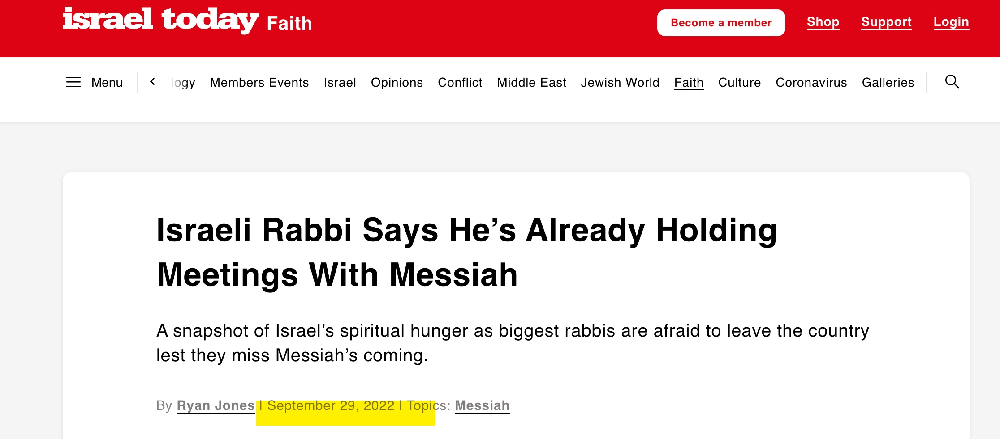 israel today Faith
Become a member Shop Support Login
Menu logy Members Events Israel Opinions Conflict Middle East Jewish World Faith Culture Coronavirus Galleries
Israeli Rabbi Says He’s Already Holding
Meetings With Messiah
A snapshot of Israel’s spiritual hunger as biggest rabbis are afraid to leave the country
lest they miss Messiah’s coming.
By Ryan Jones | September 29, 2022 | Topics: Messiah